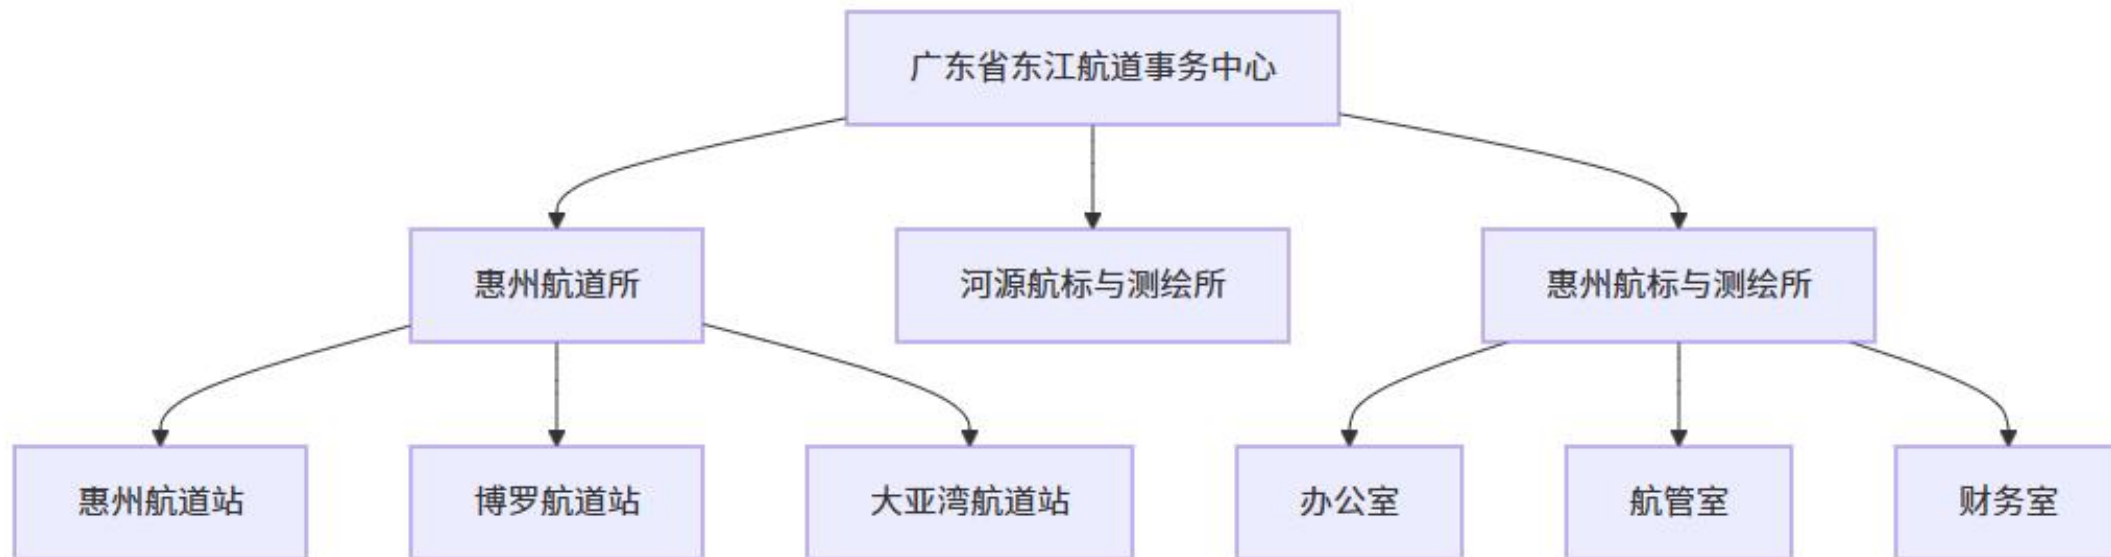 广东省东江航道事务中心
惠州航道所
河源航标与测绘所
惠州航标与测绘所
惠州航道站
博罗航道站
大亚湾航道站
办公室
航管室
财务室